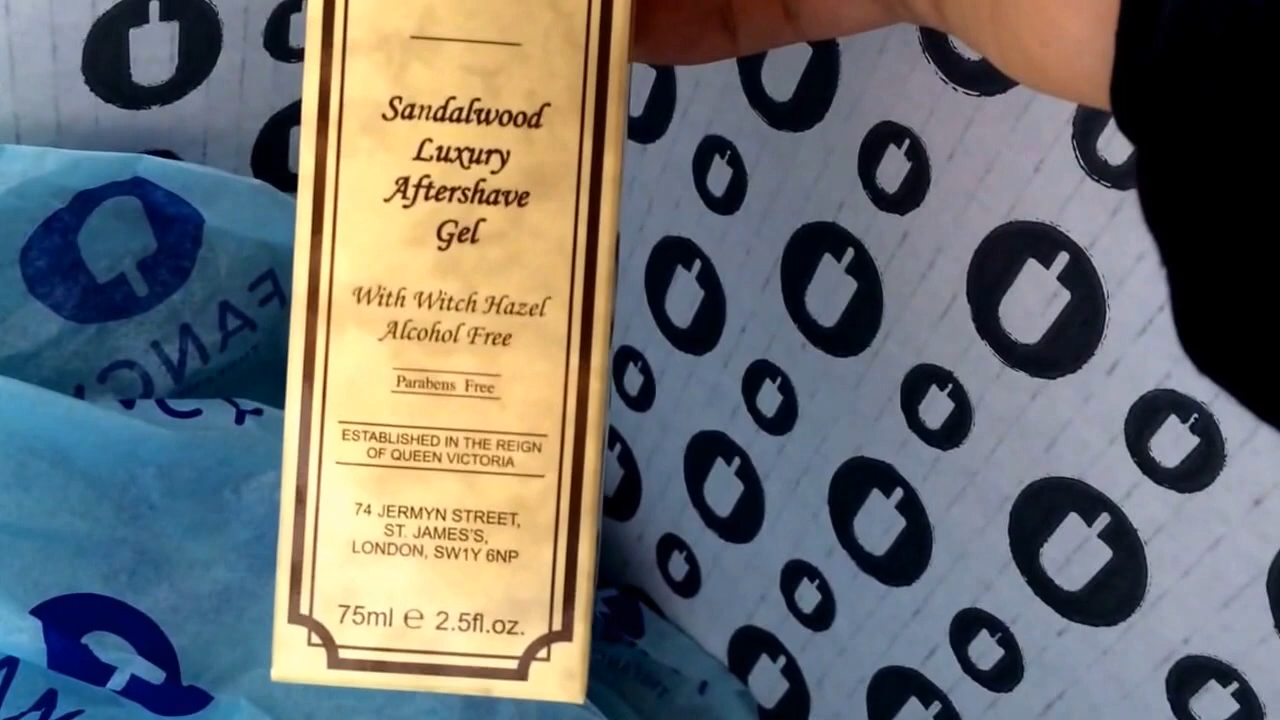 Sandalwood
Luxury
Aftershave
Gel
With Witch Hazel
Alcohol Free
Parabens Free
ESTABLISHED IN THE REIGN
OF QUEEN VICTORIA
74 JERMYN STREET,
ST. JAMES'S,
LONDON, SW1Y 6NP
75ml ℮ 2.5fl.oz.
FANCY